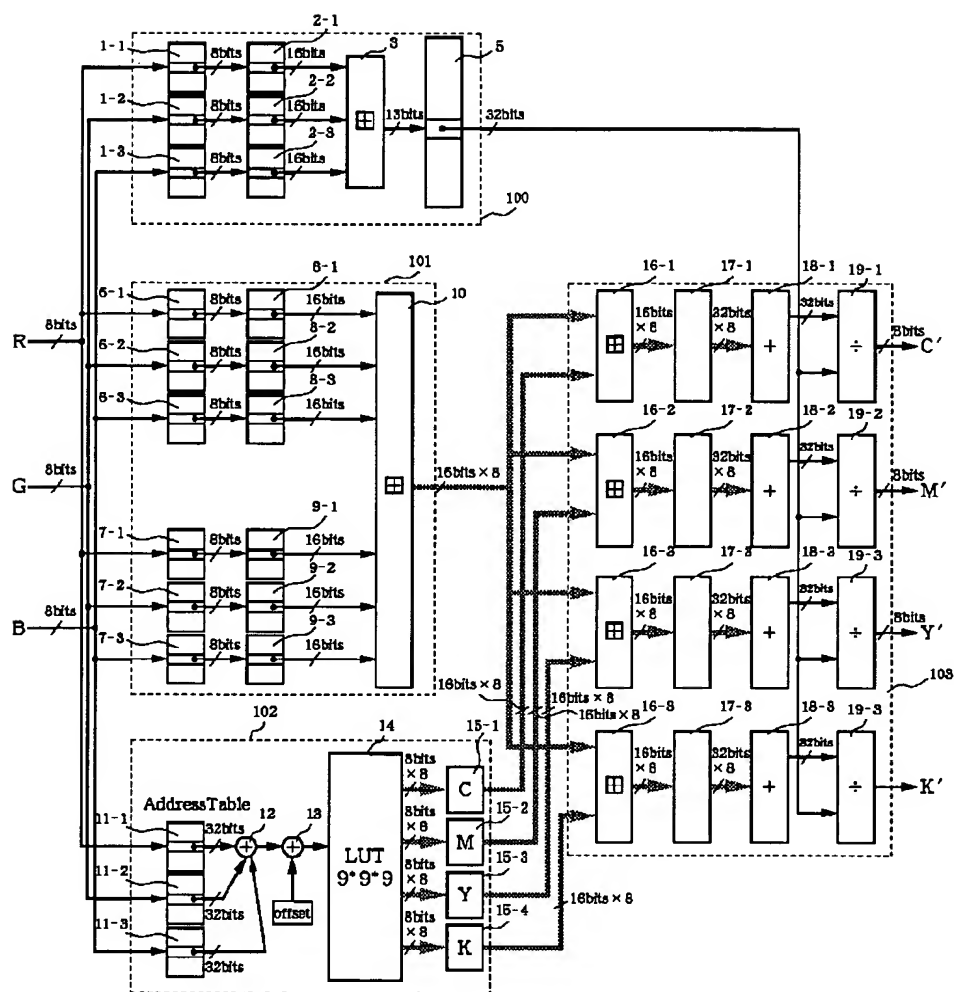 2-1
1-1
8bits
16bits
3
5
1-2
2-2
8bits
16bits
13bits
32bits
1-3
2-3
8bits
16bits
100
101
6-1
8-1
10
8bits
16bits
R
8bits
6-2
8-2
8bits
16bits
6-3
8-3
8bits
16bits
G
8bits
16bits × 8
7-1
9-1
8bits
16bits
7-2
9-2
8bits
16bits
B
8bits
7-3
9-3
8bits
16bits
16-1
17-1
18-1
19-1
16bits × 8
32bits × 8
32bits
+
÷
8bits
C′
16-2
17-2
18-2
19-2
16bits × 8
32bits × 8
32bits
+
÷
8bits
M′
16-3
17-3
18-3
19-3
16bits × 8
32bits × 8
32bits
+
÷
8bits
Y′
103
16bits × 8
16bits × 8
16bits × 8
16-3
17-3
18-3
19-3
16bits × 8
32bits × 8
32bits
+
÷
K′
102
14
15-1
8bits × 8
C
AddressTable
11-1
32bits
12
13
15-2
8bits × 8
M
LUT
9*9*9
11-2
32bits
offset
15-3
8bits × 8
Y
11-3
32bits
15-4
8bits × 8
K
16bits × 8